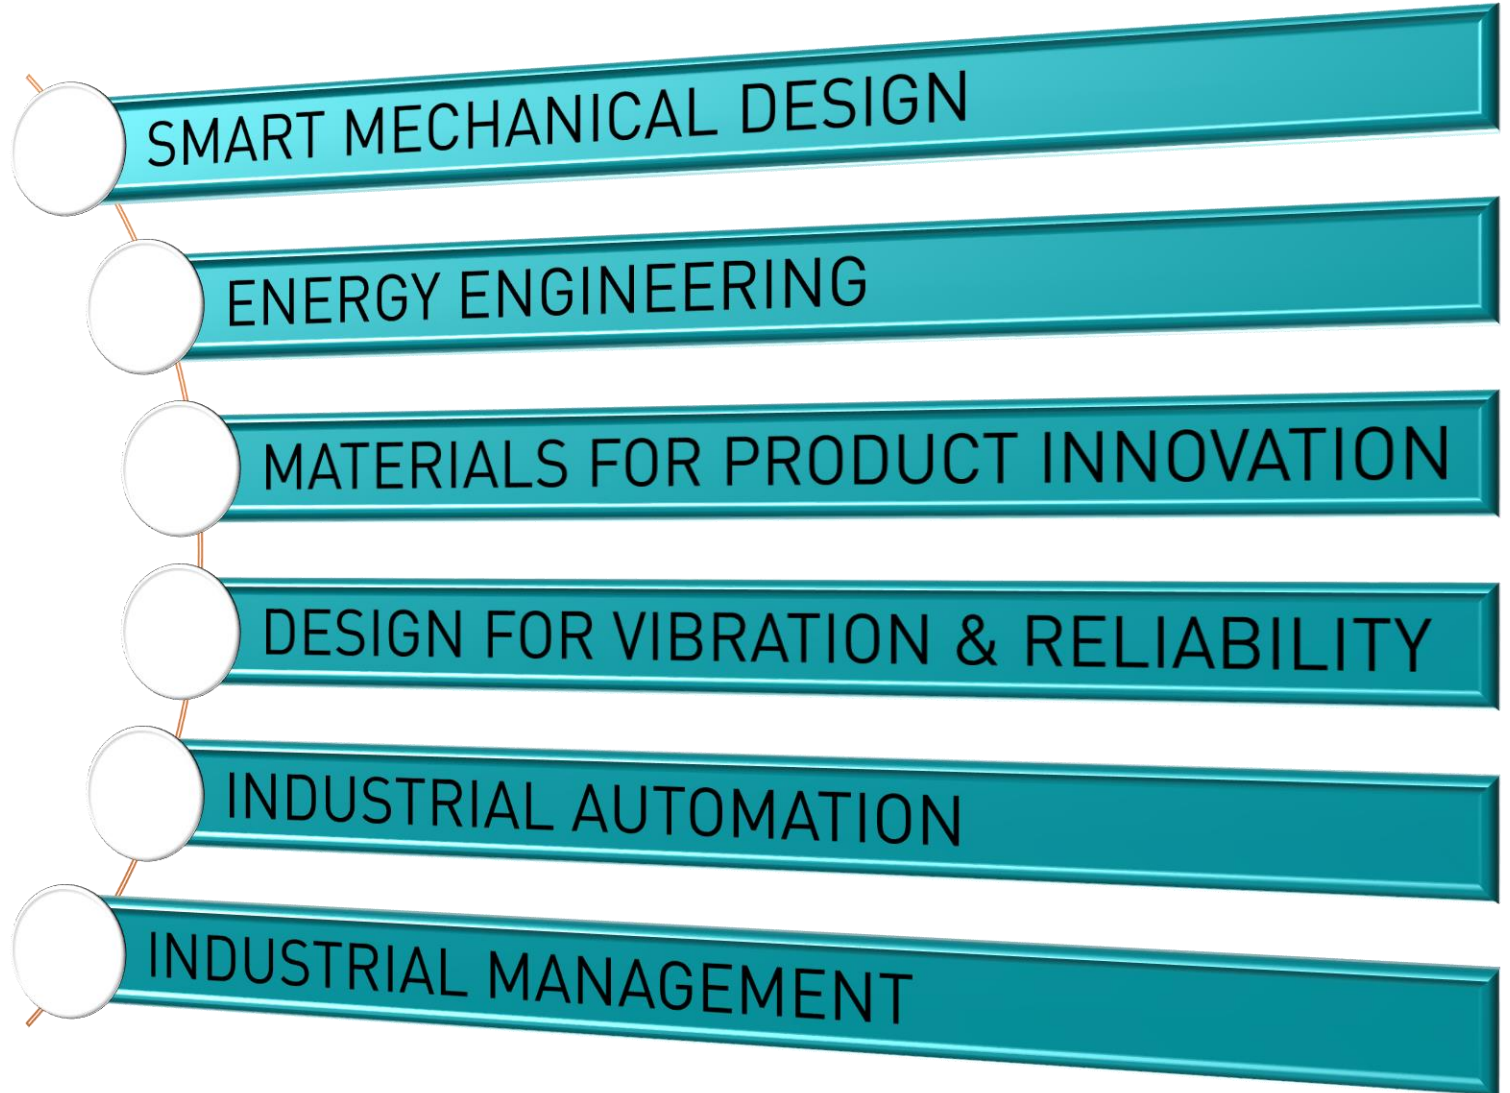 SMART MECHANICAL DESIGN
ENERGY ENGINEERING
MATERIALS FOR PRODUCT INNOVATION
DESIGN FOR VIBRATION & RELIABILITY
INDUSTRIAL AUTOMATION
INDUSTRIAL MANAGEMENT